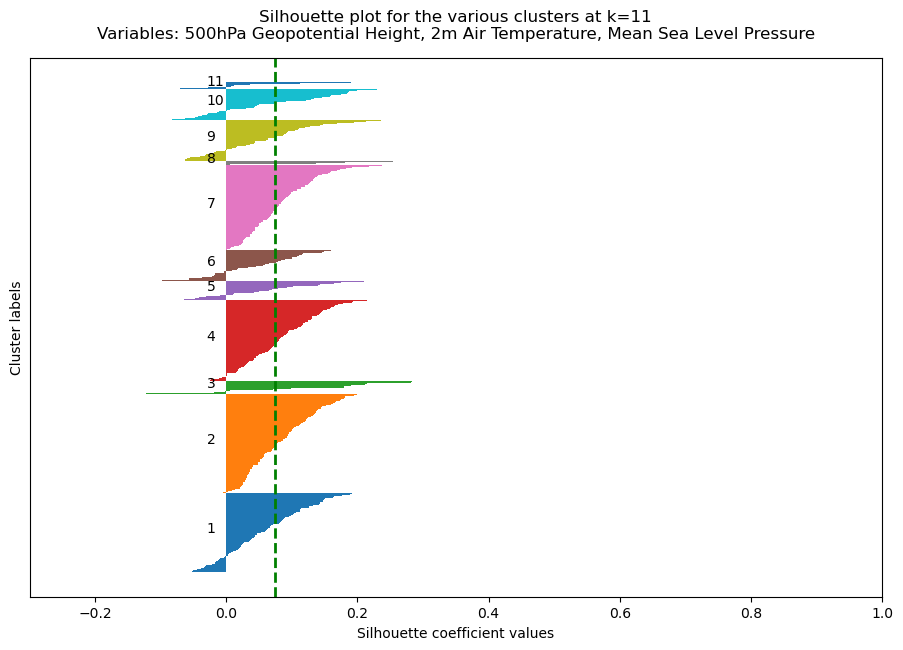 Silhouette plot for the various clusters at k=11
Variables: 500hPa Geopotential Height, 2m Air Temperature, Mean Sea Level Pressure
11
10
9
8
7
6
5
4
3
2
1
Cluster labels
−0.2 0.0 0.2 0.4 0.6 0.8 1.0
Silhouette coefficient values